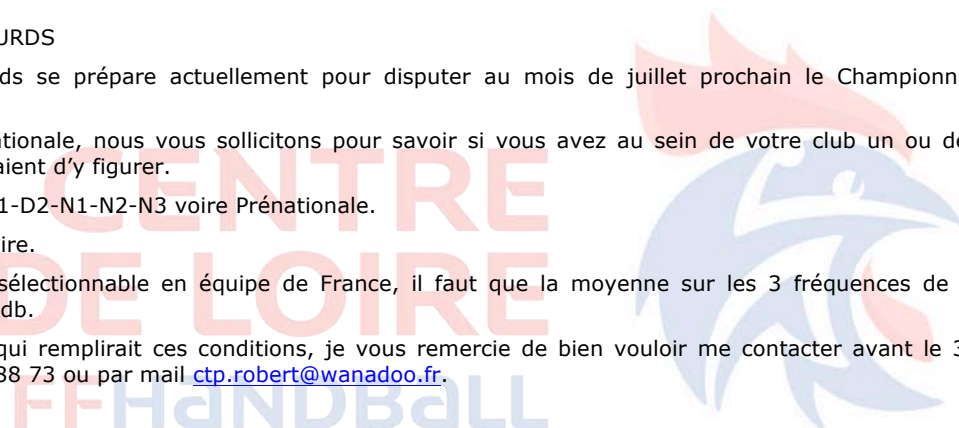 URDS
ds se prépare actuellement pour disputer au mois de juillet prochain le Championn
ationale, nous vous sollicitons pour savoir si vous avez au sein de votre club un ou de
aient d'y figurer.
1-D2-N1-N2-N3 voire Prénationale.
ire.
sélectionnable en équipe de France, il faut que la moyenne sur les 3 fréquences de
db.
qui remplirait ces conditions, je vous remercie de bien vouloir me contacter avant le 3
88 73 ou par mail ctp.robert@wanadoo.fr.
CENTRE
DE LOIRE
FFHANDBALL